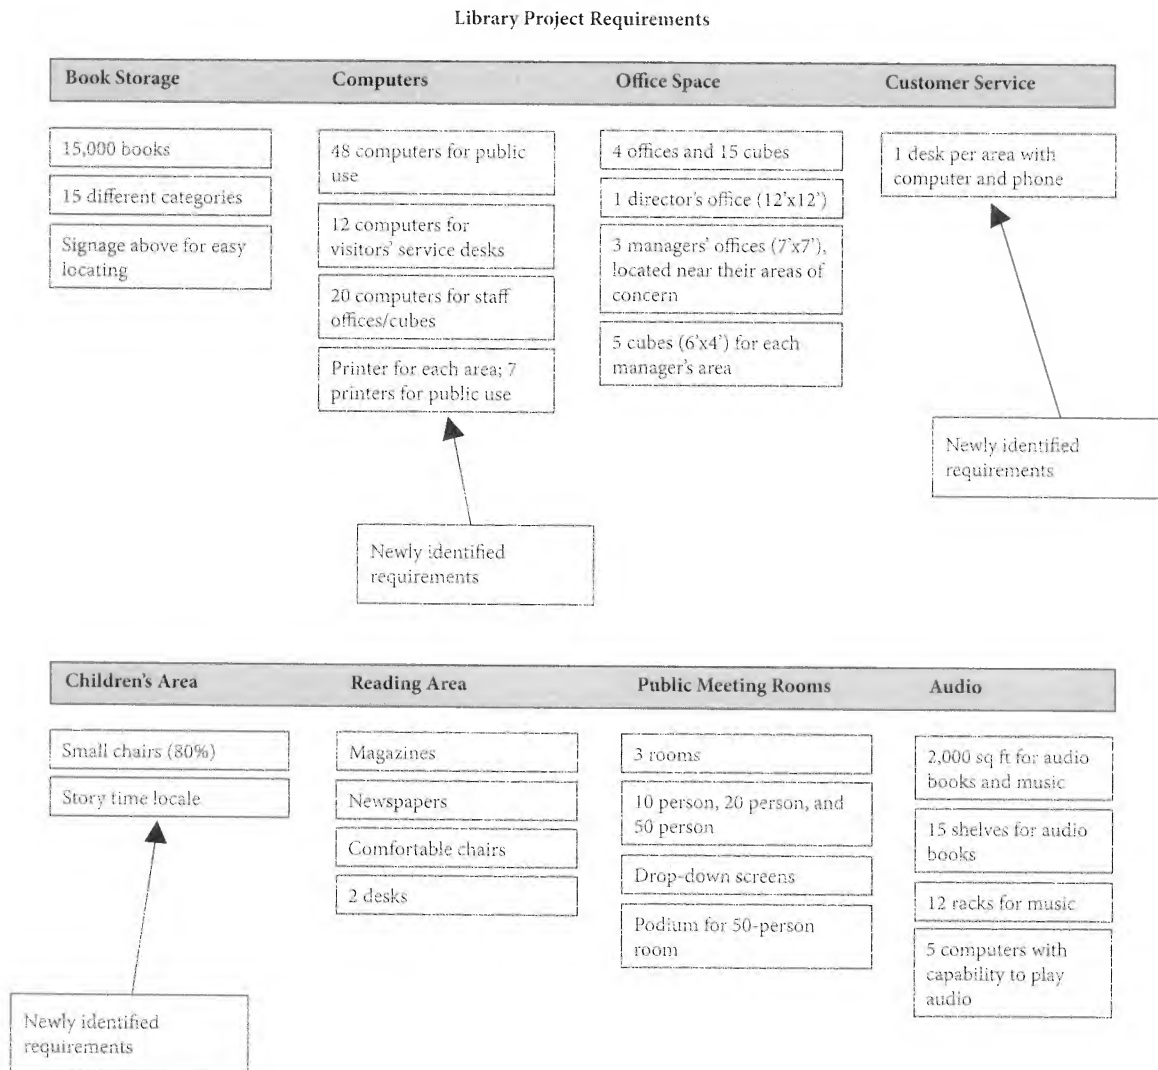 Library Project Requirements
Book Storage
Computers
Office Space
Customer Service
15,000 books
15 different categories
Signage above for easy
locating
48 computers for public
use
12 computers for
visitors' service desks
20 computers for staff
offices/cubes
Printer for each area; 7
printers for public use
4 offices and 15 cubes
1 director's office (12'x12')
3 managers' offices (7'x7'),
located near their areas of
concern
5 cubes (6'x4') for each
manager's area
1 desk per area with
computer and phone
Newly identified
requirements
Newly identified
requirements
Children's Area
Reading Area
Public Meeting Rooms
Audio
Small chairs (80%)
Story time locale
Magazines
Newspapers
Comfortable chairs
2 desks
3 rooms
10 person, 20 person, and
50 person
Drop-down screens
Podium for 50-person
room
2,000 sq ft for audio
books and music
15 shelves for audio
books
12 racks for music
5 computers with
capability to play
audio
Newly identified
requirements